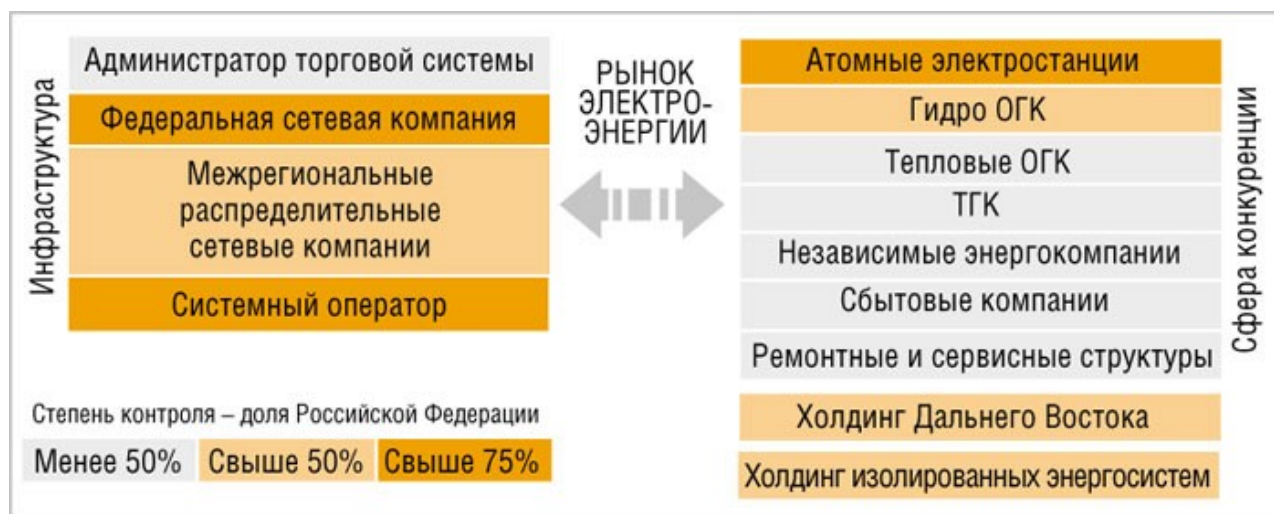 Инфраструктура
Администратор торговой системы
Федеральная сетевая компания
Межрегиональные
распределительные
сетевые компании
Системный оператор
РЫНОК
ЭЛЕКТРО-
ЭНЕРГИИ
Атомные электростанции
Гидро ОГК
Тепловые ОГК
ТГК
Независимые энергокомпании
Сбытовые компании
Ремонтные и сервисные структуры
Сфера конкуренции
Холдинг Дальнего Востока
Холдинг изолированных энергосистем
Степень контроля – доля Российской Федерации
Менее 50% Свыше 50% Свыше 75%